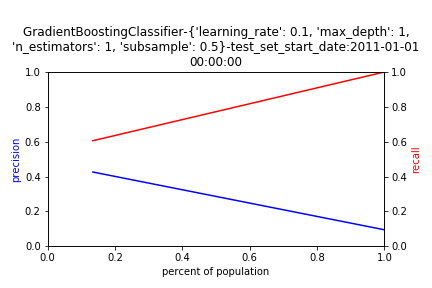 GradientBoostingClassifier-{'learning_rate': 0.1, 'max_depth': 1,
'n_estimators': 1, 'subsample': 0.5}-test_set_start_date:2011-01-01
00:00:00
1.0
0.8
0.6
0.4
0.2
0.0
precision
1.0
0.8
0.6
0.4
0.2
0.0
recall
0.0 0.2 0.4 0.6 0.8 1.0
percent of population